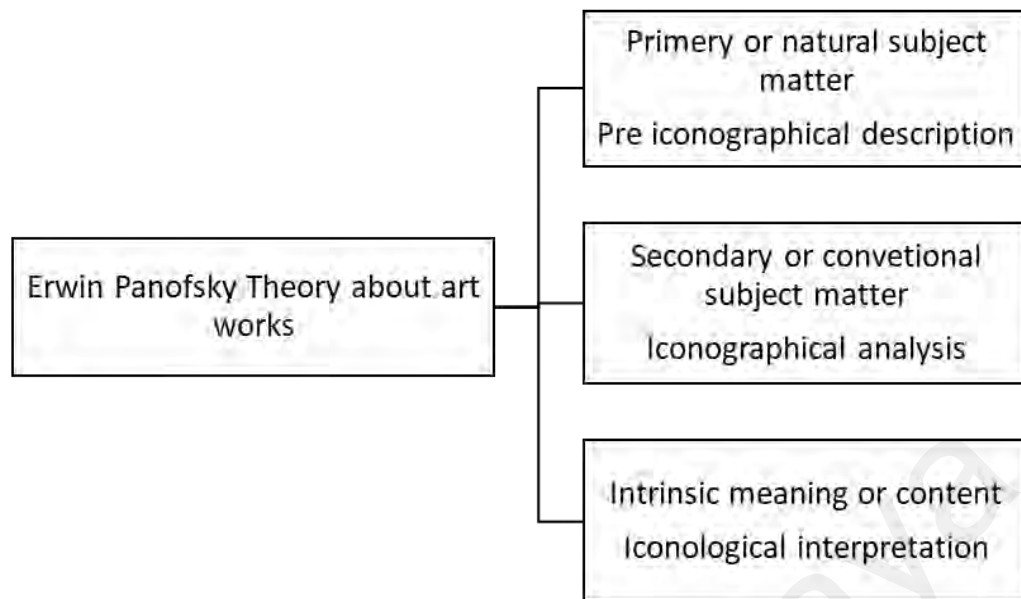 Primery or natural subject
matter
Pre iconographical description
Erwin Panofsky Theory about art
works
Secondary or convetional
subject matter
Iconographical analysis
Intrinsic meaning or content
Iconological interpretation